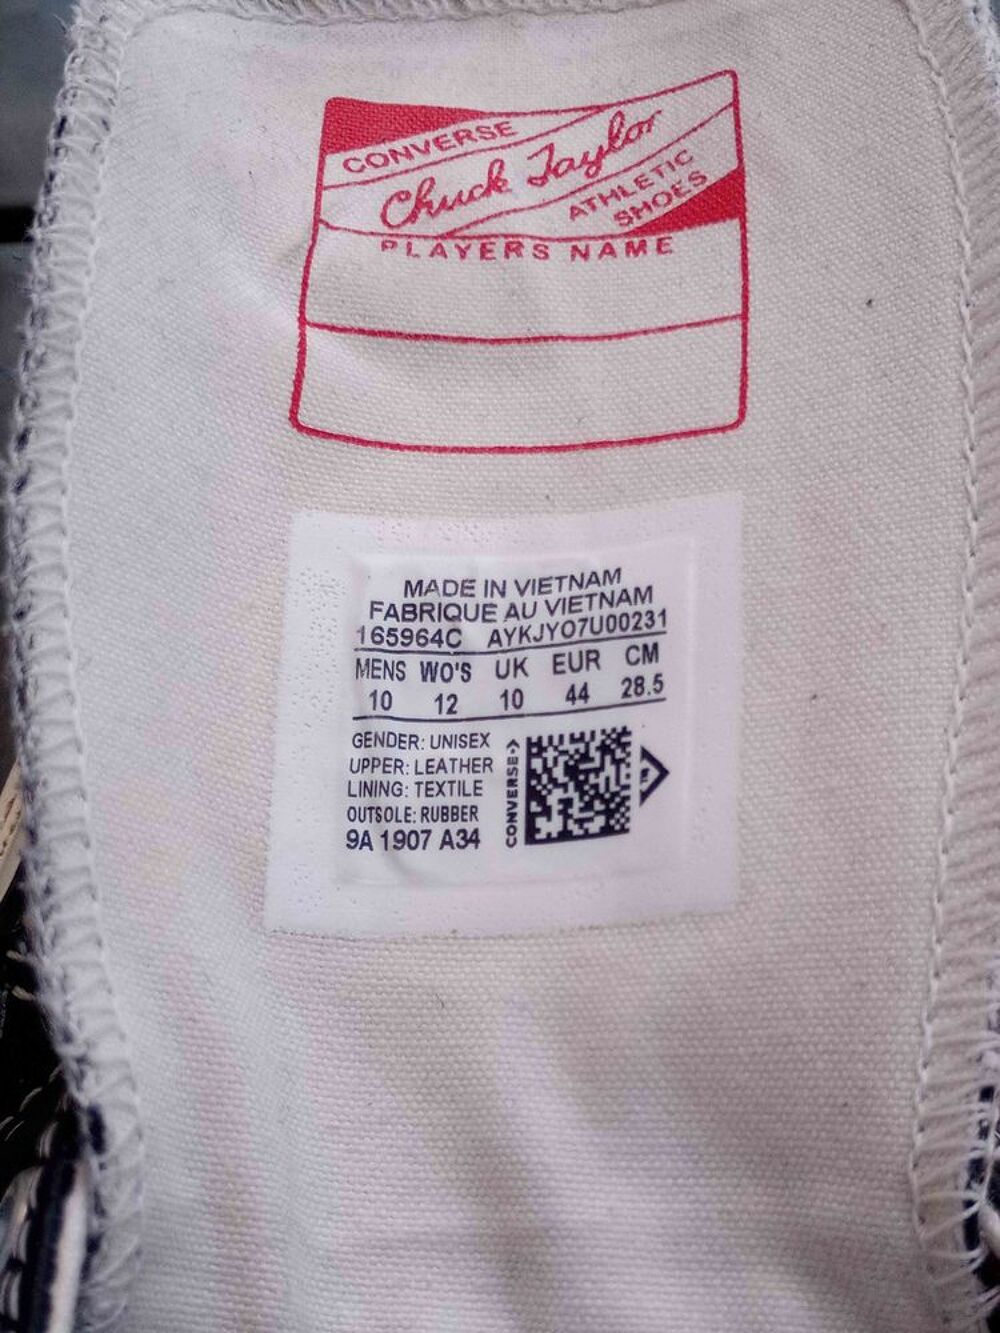 CONVERSE
Chuck Taylor
ATHLETIC
SHOES
PLAYERS NAME
MADE IN VIETNAM
FABRIQUE AU VIETNAM
165964C AYKJYO7U00231
MENS WO'S UK EUR CM
10 12 10 44 28.5
GENDER: UNISEX
UPPER: LEATHER
LINING: TEXTILE
OUTSOLE: RUBBER
9A 1907 A34
CONVERSE->